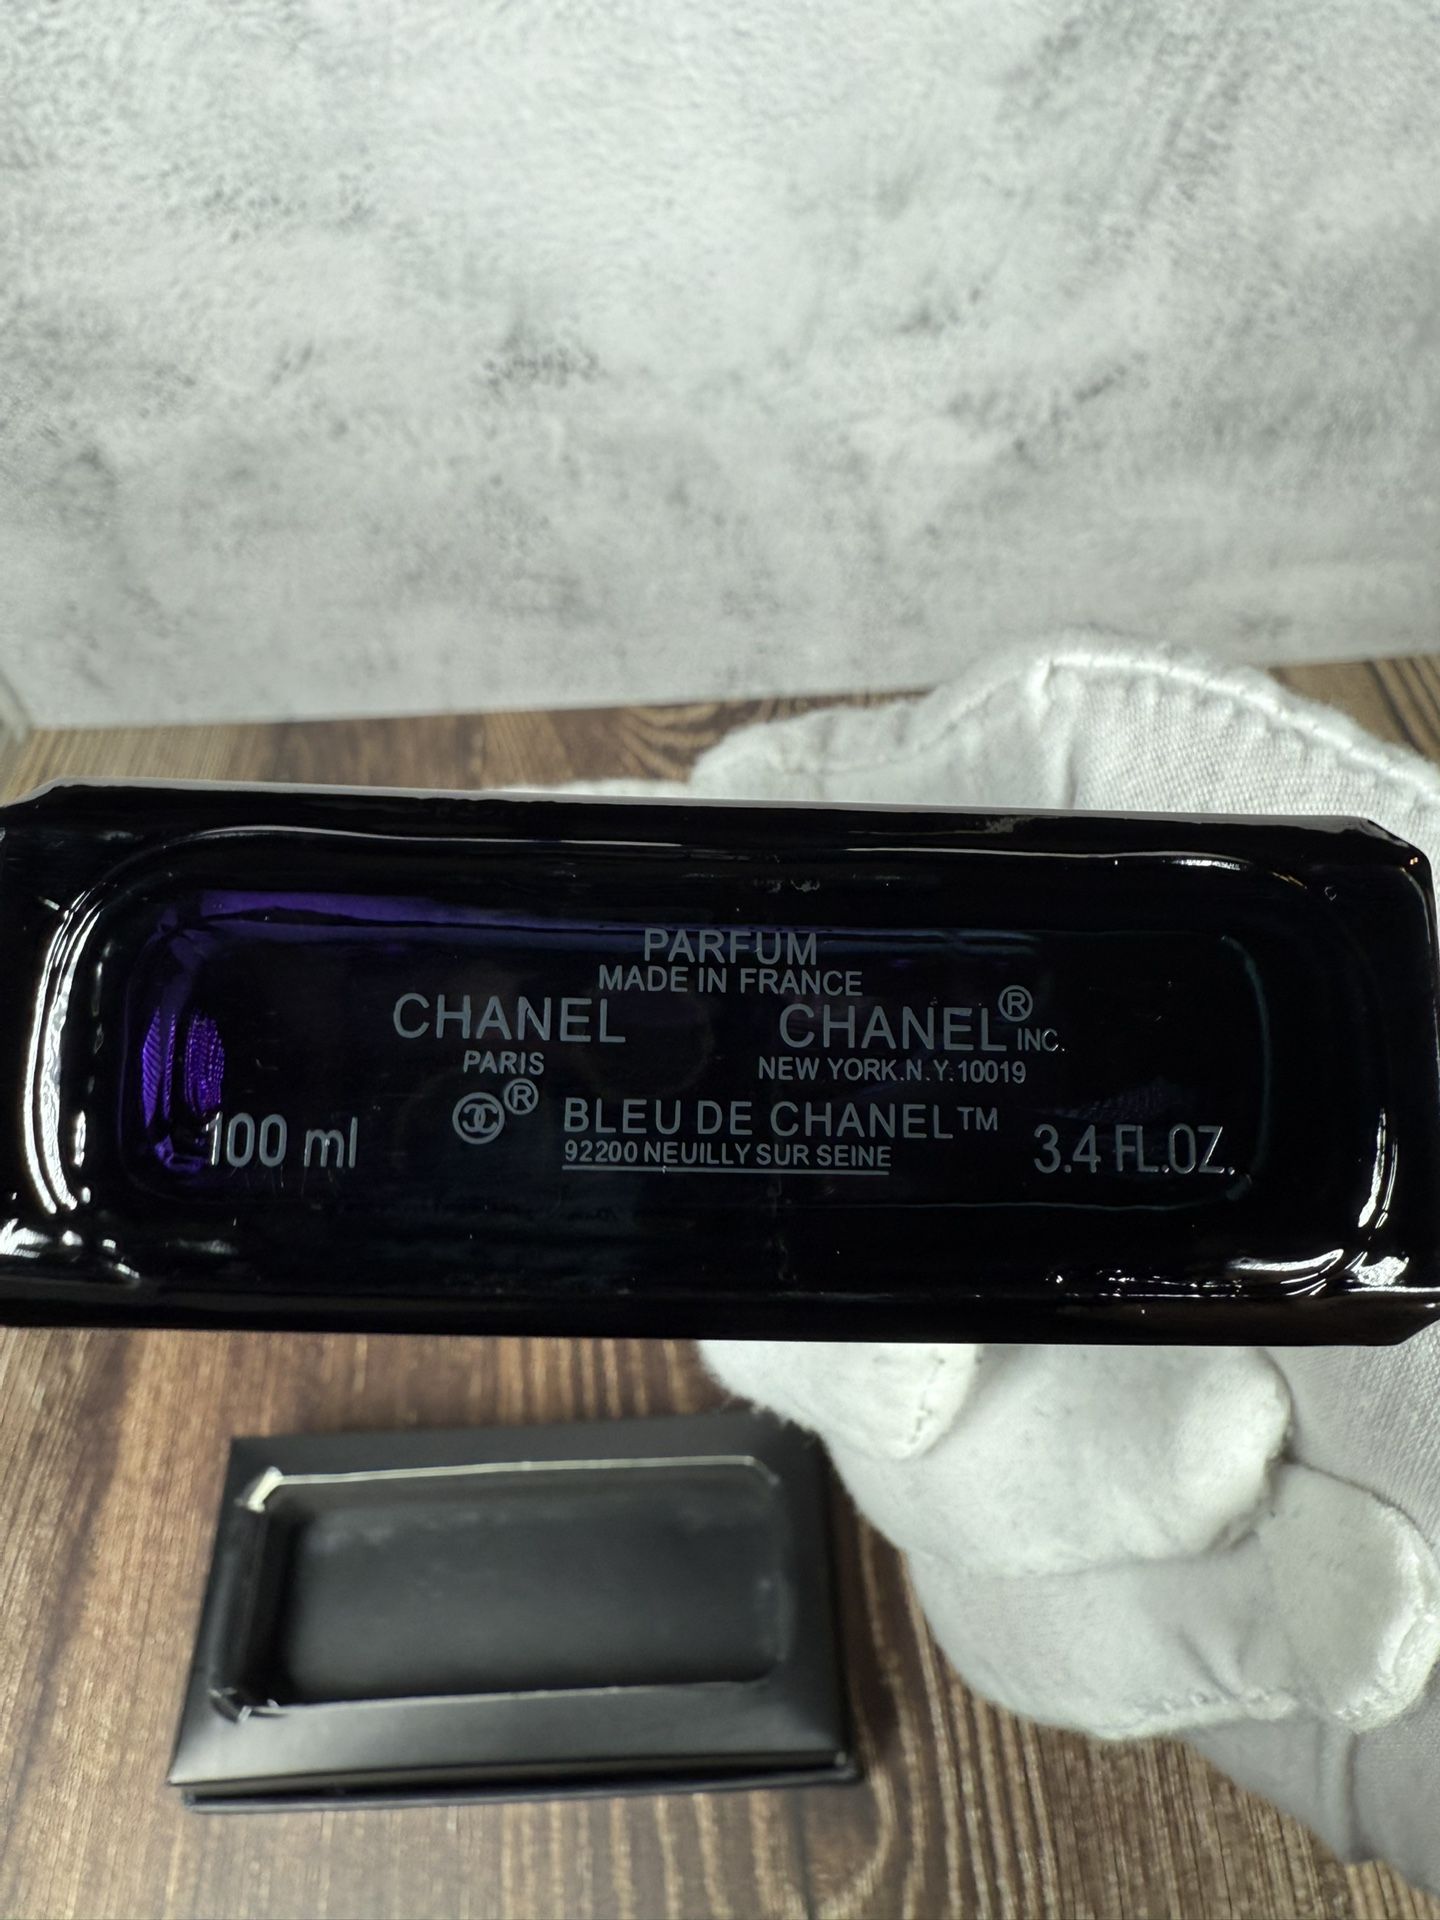 PARFUM
MADE IN FRANCE
CHANEL CHANEL® INC.
PARIS NEW YORK.N.Y.10019
® BLEU DE CHANEL™
100 ml 92200 NEUILLY SUR SEINE 3.4 FL.OZ.